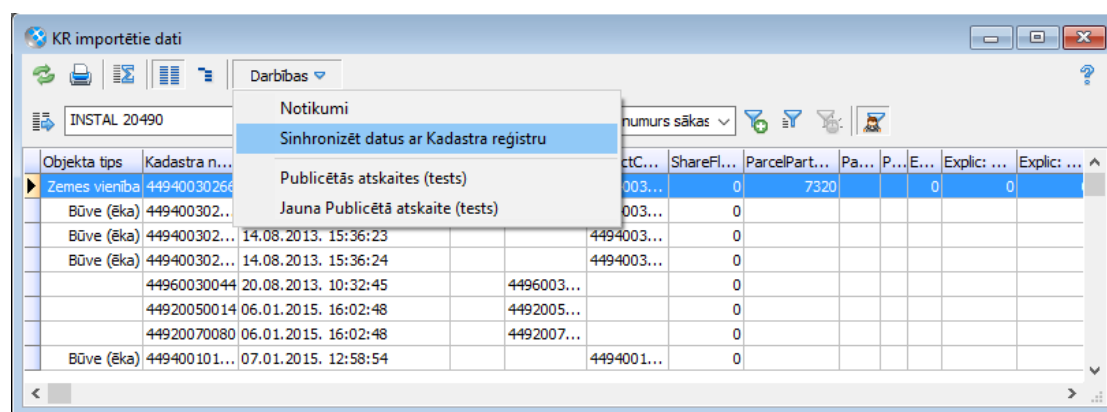 KR importētie dati
Darbības
Notikumi
Sinhronizēt datus ar Kadastra reģistru
Publicētās atskaites (tests)
Jauna Publicētā atskaite (tests)
INSTAL 20490 numurs sākas
Objekta tips Kadastra n... ctC... ShareFl... ParcelPart... Pa... P... E... Explic: ... Explic: ...
Zemes vienība 44940030266 003... 0 7320 0 0
Būve (ēka) 449400302... 003... 0
Būve (ēka) 449400302... 14.08.2013. 15:36:23 4494003... 0
Būve (ēka) 449400302... 14.08.2013. 15:36:24 4494003... 0
44960030044 20.08.2013. 10:32:45 4496003... 0
44920050014 06.01.2015. 16:02:48 4492005... 0
44920070080 06.01.2015. 16:02:48 4492007... 0
Būve (ēka) 449400101... 07.01.2015. 12:58:54 4494001... 0